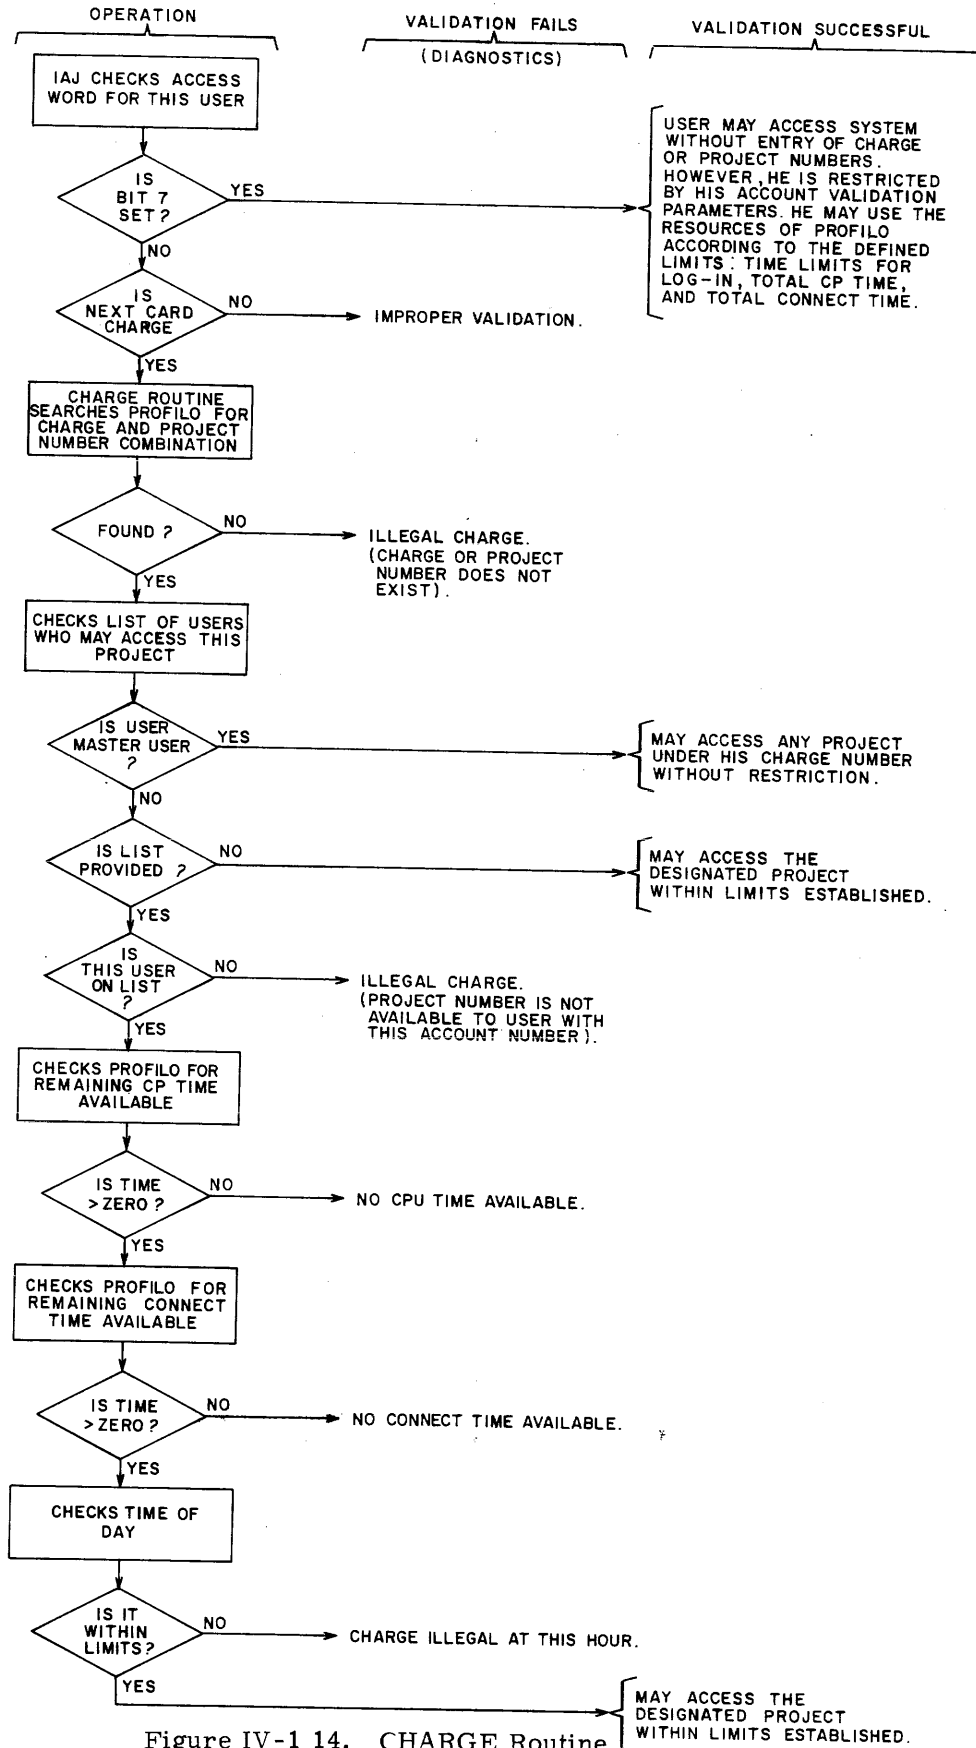 OPERATION
VALIDATION FAILS
(DIAGNOSTICS)
VALIDATION SUCCESSFUL
IAJ CHECKS ACCESS
WORD FOR THIS USER
IS
BIT 7
SET?
YES
USER MAY ACCESS SYSTEM
WITHOUT ENTRY OF CHARGE
OR PROJECT NUMBERS.
HOWEVER, HE IS RESTRICTED
BY HIS ACCOUNT VALIDATION
PARAMETERS. HE MAY USE THE
RESOURCES OF PROFILO
ACCORDING TO THE DEFINED
LIMITS: TIME LIMITS FOR
LOG-IN, TOTAL CP TIME,
AND TOTAL CONNECT TIME.
NO
IS
NEXT CARD
CHARGE
NO
IMPROPER VALIDATION.
YES
CHARGE ROUTINE
SEARCHES PROFILO FOR
CHARGE AND PROJECT
NUMBER COMBINATION
FOUND ?
NO
ILLEGAL CHARGE.
(CHARGE OR PROJECT
NUMBER DOES NOT
EXIST).
YES
CHECKS LIST OF USERS
WHO MAY ACCESS THIS
PROJECT
IS USER
MASTER USER
?
YES
MAY ACCESS ANY PROJECT
UNDER HIS CHARGE NUMBER
WITHOUT RESTRICTION.
NO
IS LIST
PROVIDED ?
NO
MAY ACCESS THE
DESIGNATED PROJECT
WITHIN LIMITS ESTABLISHED.
YES
IS
THIS USER
ON LIST
?
NO
ILLEGAL CHARGE.
(PROJECT NUMBER IS NOT
AVAILABLE TO USER WITH
THIS ACCOUNT NUMBER).
YES
CHECKS PROFILO FOR
REMAINING CP TIME
AVAILABLE
IS TIME
>ZERO?
NO
NO CPU TIME AVAILABLE.
YES
CHECKS PROFILO FOR
REMAINING CONNECT
TIME AVAILABLE
IS TIME
>ZERO?
NO
NO CONNECT TIME AVAILABLE.
YES
CHECKS TIME OF
DAY
IS IT
WITHIN
LIMITS?
NO
CHARGE ILLEGAL AT THIS HOUR.
YES
MAY ACCESS THE
DESIGNATED PROJECT
WITHIN LIMITS ESTABLISHED.
Figure IV-1 14. CHARGE Routine